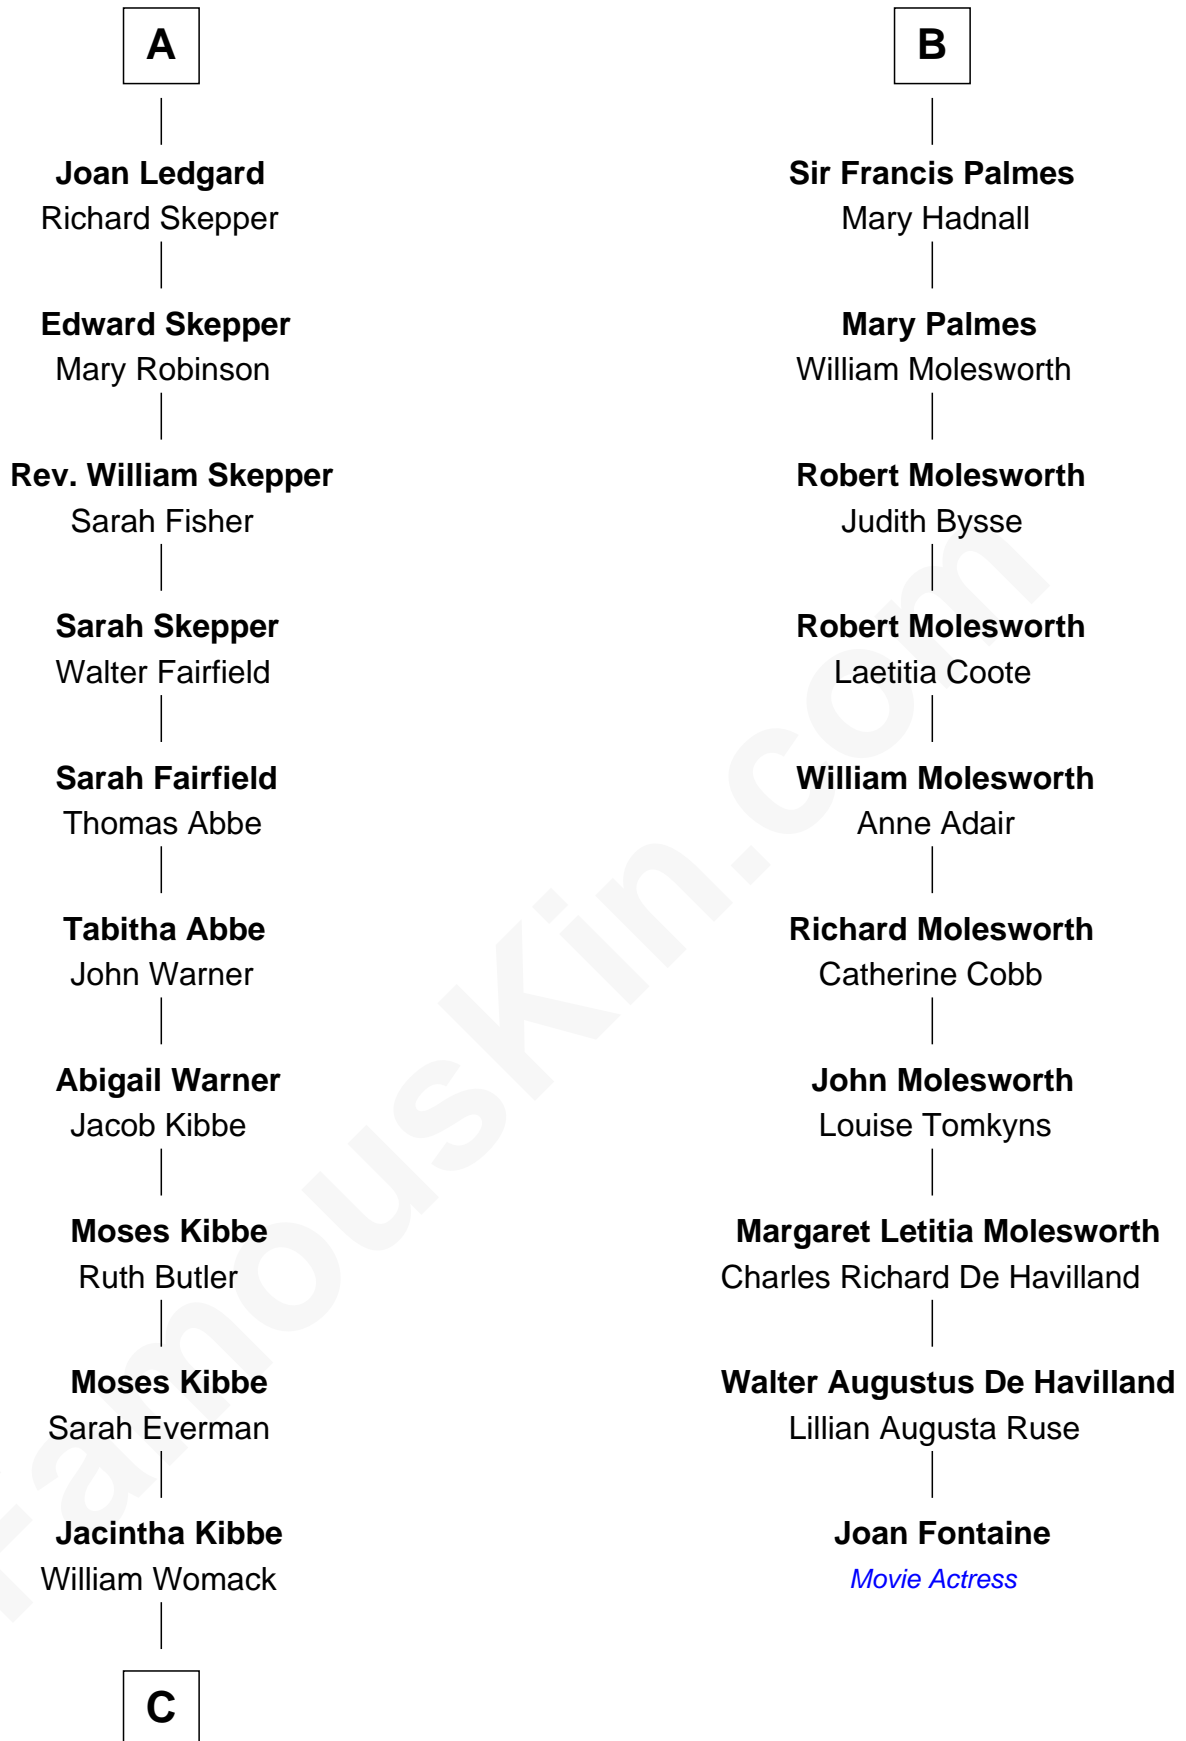 A
Joan Ledgard
Richard Skepper
Edward Skepper
Mary Robinson
Rev. William Skepper
Sarah Fisher
Sarah Skepper
Walter Fairfield
Sarah Fairfield
Thomas Abbe
Tabitha Abbe
John Warner
Abigail Warner
Jacob Kibbe
Moses Kibbe
Ruth Butler
Moses Kibbe
Sarah Everman
Jacintha Kibbe
William Womack
C
B
Sir Francis Palmes
Mary Hadnall
Mary Palmes
William Molesworth
Robert Molesworth
Judith Bysse
Robert Molesworth
Laetitia Coote
William Molesworth
Anne Adair
Richard Molesworth
Catherine Cobb
John Molesworth
Louise Tomkyns
Margaret Letitia Molesworth
Charles Richard De Havilland
Walter Augustus De Havilland
Lillian Augusta Ruse
Joan Fontaine
Movie Actress
FamousKin.com